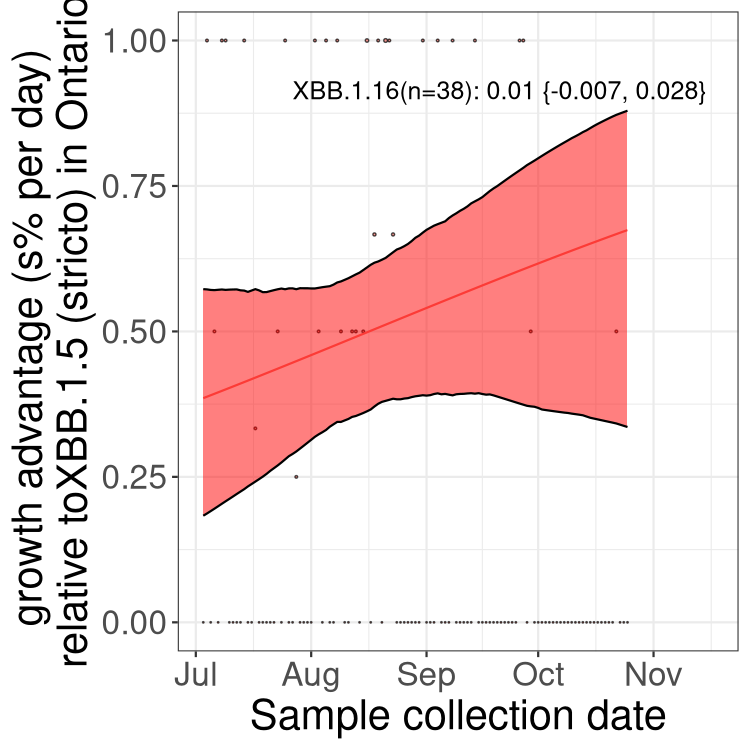 growth advantage (s% per day)
relative toXBB.1.5 (stricto) in Ontario
1.00
0.75
0.50
0.25
0.00
XBB.1.16(n=38): 0.01 {-0.007, 0.028}
Jul Aug Sep Oct Nov
Sample collection date